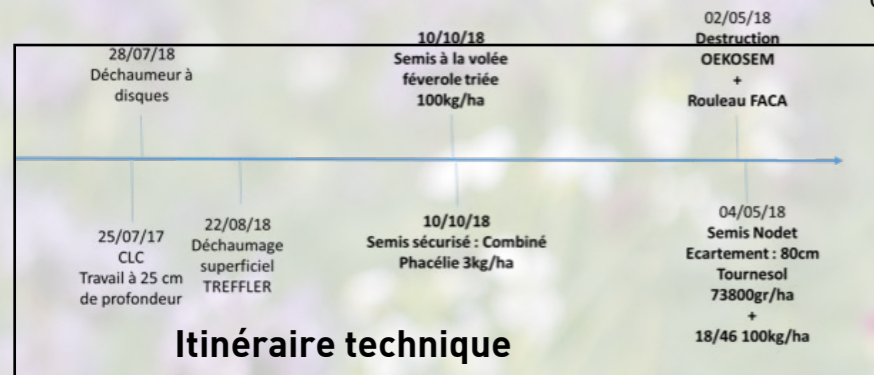 28/07/18
Déchaumeur à
disques
10/10/18
Semis à la volée
féverole triée
100kg/ha
02/05/18
Destruction
OEKOSEM
+
Rouleau FACA
25/07/17
CLC
Travail à 25 cm
de profondeur
22/08/18
Déchaumage
superficiel
TREFFLER
10/10/18
Semis sécurisé : Combiné
Phacélie 3kg/ha
04/05/18
Semis Nodet
Ecartement : 80cm
Tournesol
73800gr/ha
+
18/46 100kg/ha
Itinéraire technique